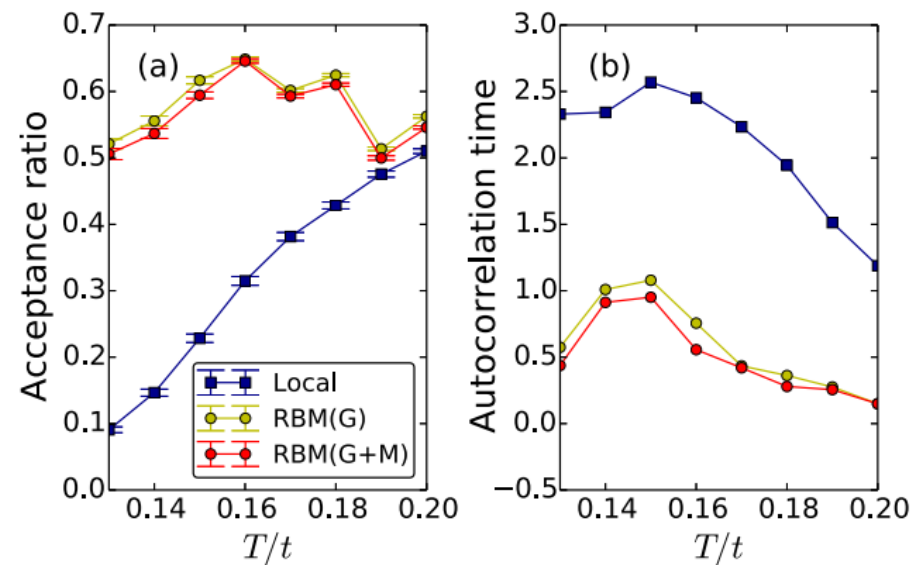 (a)
Acceptance ratio
0.7
0.6
0.5
0.4
0.3
0.2
0.1
0.0
Local
RBM(G)
RBM(G+M)
0.14 0.16 0.18 0.20
T/t
(b)
Autocorrelation time
3.0
2.5
2.0
1.5
1.0
0.5
0.0
−0.5
0.14 0.16 0.18 0.20
T/t